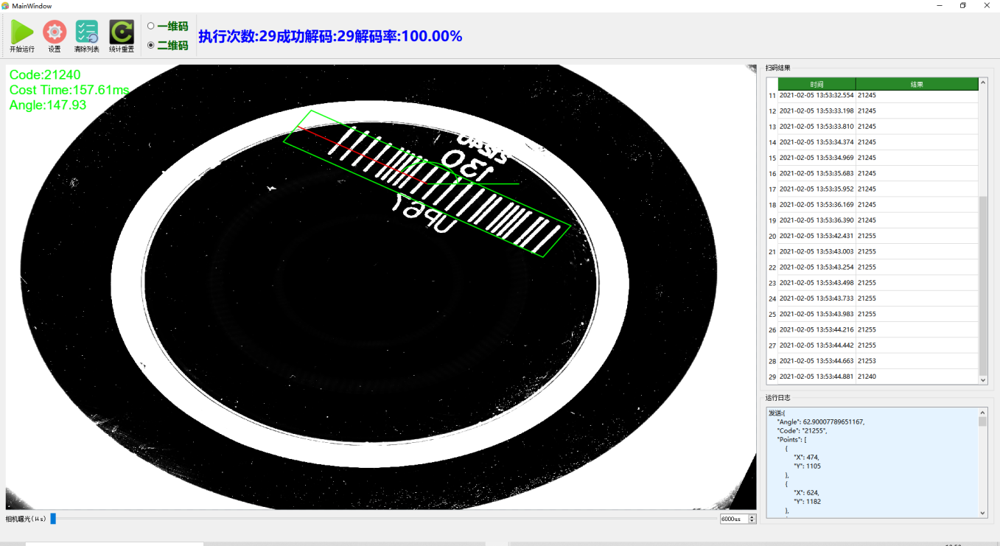 MainWindow
开始运行
设置
清除列表
统计重置
一维码
二维码
执行次数:29成功解码:29解码率:100.00%
Code:21240
Cost Time:157.61ms
Angle:147.93
扫码结果
时间 结果
11 2021-02-05 13:53:32.554 21245
12 2021-02-05 13:53:33.198 21245
13 2021-02-05 13:53:33.810 21245
14 2021-02-05 13:53:34.374 21245
15 2021-02-05 13:53:34.969 21245
16 2021-02-05 13:53:35.683 21245
17 2021-02-05 13:53:35.952 21245
18 2021-02-05 13:53:36.169 21245
19 2021-02-05 13:53:36.390 21245
20 2021-02-05 13:53:42.431 21255
21 2021-02-05 13:53:43.003 21255
22 2021-02-05 13:53:43.254 21255
23 2021-02-05 13:53:43.498 21255
24 2021-02-05 13:53:43.733 21255
25 2021-02-05 13:53:43.983 21255
26 2021-02-05 13:53:44.216 21255
27 2021-02-05 13:53:44.442 21255
28 2021-02-05 13:53:44.663 21253
29 2021-02-05 13:53:44.881 21240
运行日志
发送:{
"Angle": 62.90007789651167,
"Code": "21255",
"Points": [
{
"X": 474,
"Y": 1105
},
{
"X": 624,
"Y": 1182
},
相机曝光(μs)
6000us